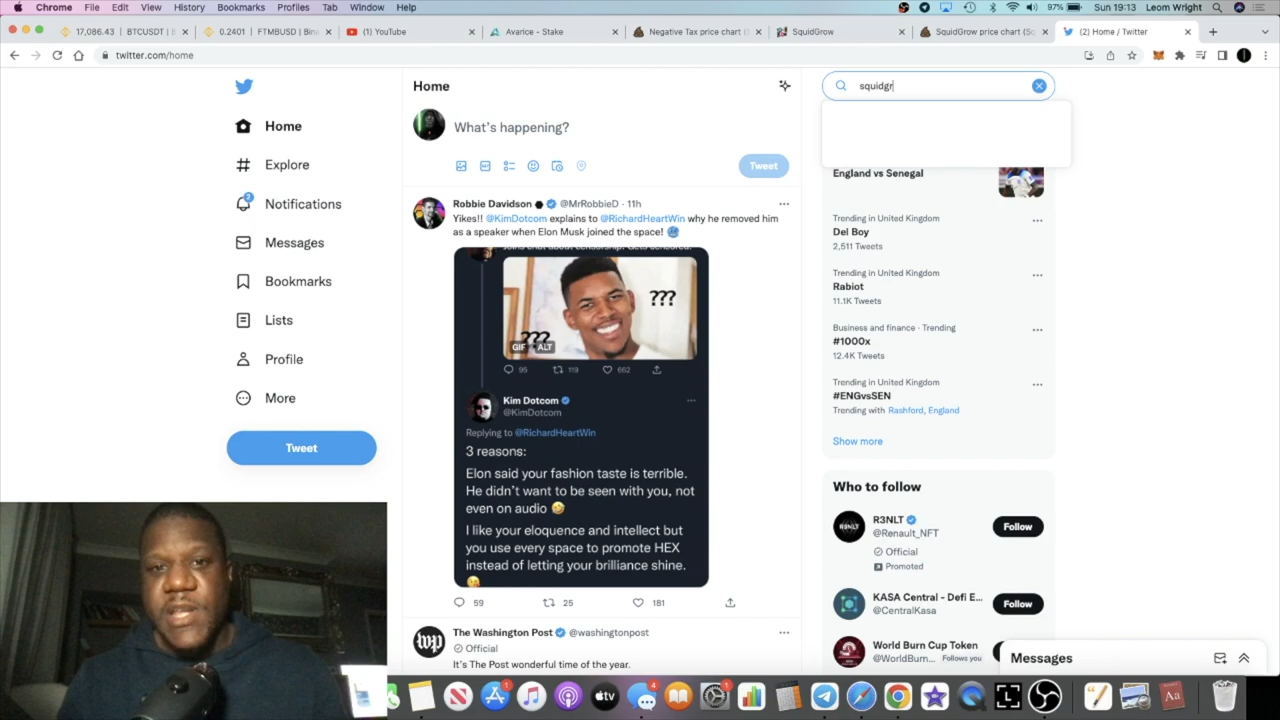 Chrome File Edit View History Bookmarks Profiles Tab Window Help
97% Sun 19:13 Leom Wright
17,086.43 | BTCUSDT | B
0.2401 | FTMBUSD | Bin
(1) YouTube
Avarice - Stake
Negative Tax price chart (
SquidGrow
SquidGrow price chart (S
(2) Home / Twitter
twitter.com/home
Home
Explore
Notifications
2
Messages
Bookmarks
Lists
Profile
More
Tweet
Home
What's happening?
Tweet
Robbie Davidson @MrRobbieD · 11h
Yikes!! @KimDotcom explains to @RichardHeartWin why he removed him
as a speaker when Elon Musk joined the space!
???
???
GIF ALT
95 119 662
Kim Dotcom
@KimDotcom
Replying to @RichardHeartWin
3 reasons:
Elon said your fashion taste is terrible.
He didn't want to be seen with you, not
even on audio
I like your eloquence and intellect but
you use every space to promote HEX
instead of letting your brilliance shine.
59 25 181
The Washington Post @washingtonpost
Official
It's The Post wonderful time of the year.
squidgr
England vs Senegal
Trending in United Kingdom
Del Boy
2,511 Tweets
Trending in United Kingdom
Rabiot
11.1K Tweets
Business and finance · Trending
#1000x
12.4K Tweets
Trending in United Kingdom
#ENGvsSEN
Trending with Rashford, England
Show more
Who to follow
R3NLT
@Renault_NFT
Official
Promoted
Follow
KASA Central - Defi E...
@CentralKasa
Follow
World Burn Cup Token
@WorldBurn... Follows you
Messages